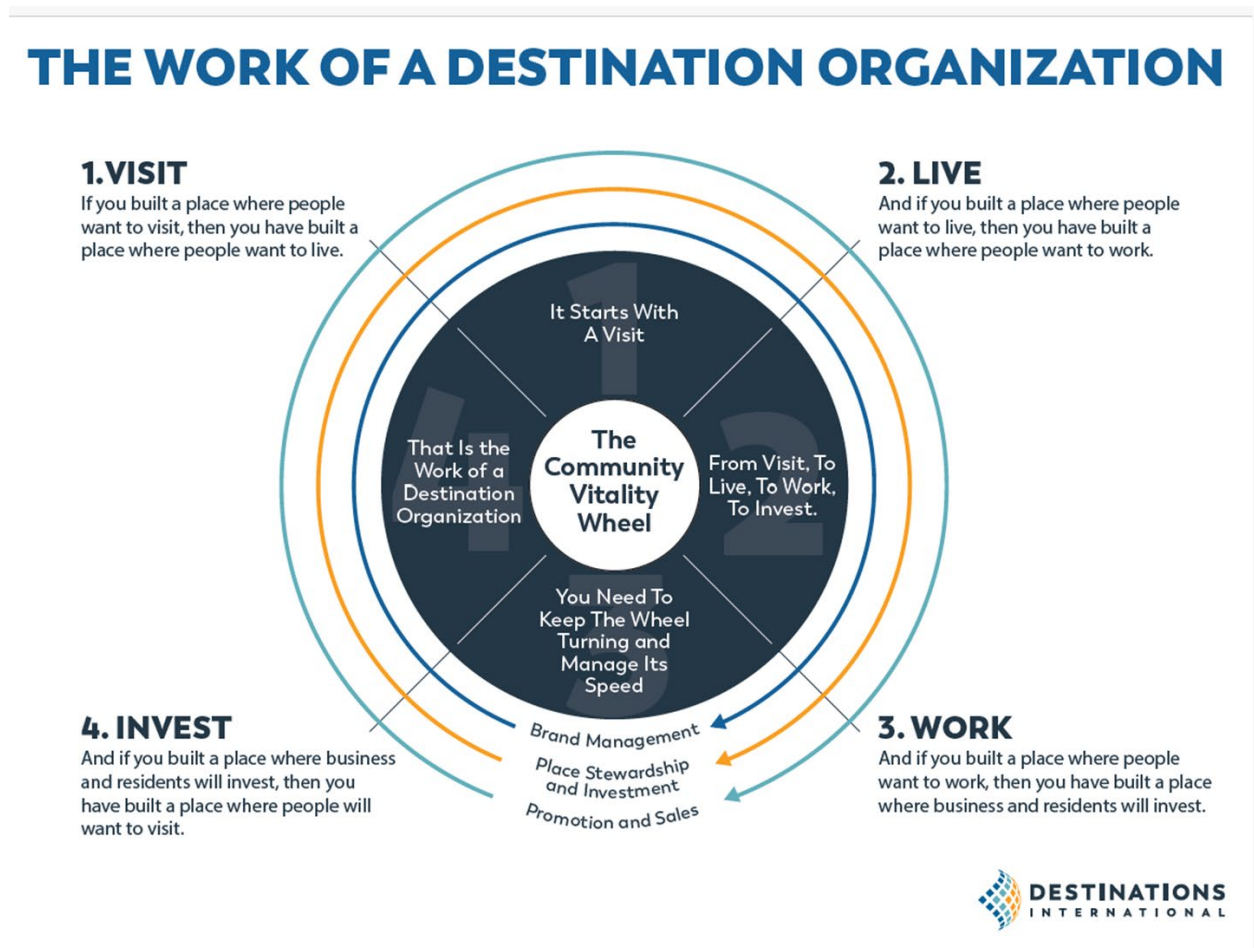 THE WORK OF A DESTINATION ORGANIZATION
1.VISIT
If you built a place where people
want to visit, then you have built a
place where people want to live.
2. LIVE
And if you built a place where people
want to live, then you have built a
place where people want to work.
1
It Starts With
A Visit
2
From Visit, To
Live, To Work,
To Invest.
3
You Need To
Keep The Wheel
Turning and
Manage Its
Speed
4
That Is the
Work of a
Destination
Organization
The
Community
Vitality
Wheel
Brand Management
Place Stewardship
and Investment
Promotion and Sales
3. WORK
And if you built a place where people
want to work, then you have built a place
where business and residents will invest.
4. INVEST
And if you built a place where business
and residents will invest, then you
have built a place where people will
want to visit.
DESTINATIONS
INTERNATIONAL